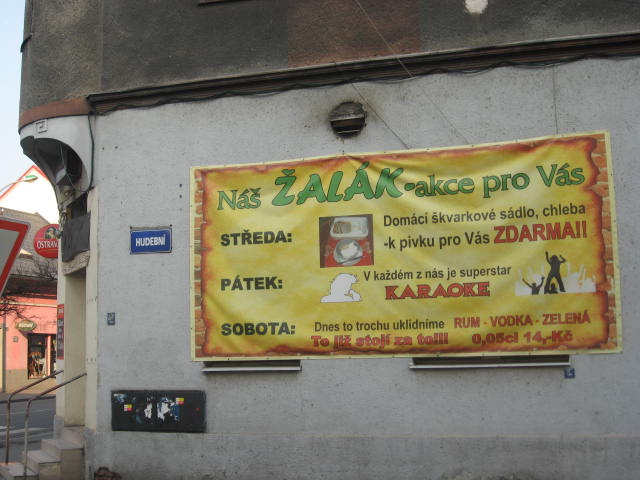 Náš ŽALÁK-akce pro Vás
STŘEDA:
Domácí škvarkové sádlo, chleba
-k pivku pro Vás ZDARMA!!
PÁTEK:
V každém z nás je superstar
KARAOKE
SOBOTA:
Dnes to trochu uklidníme RUM - VODKA - ZELENÁ
To již stojí za to!!! 0,05cl 14,-Kč
HUDEBNÍ
OSTRAVAR